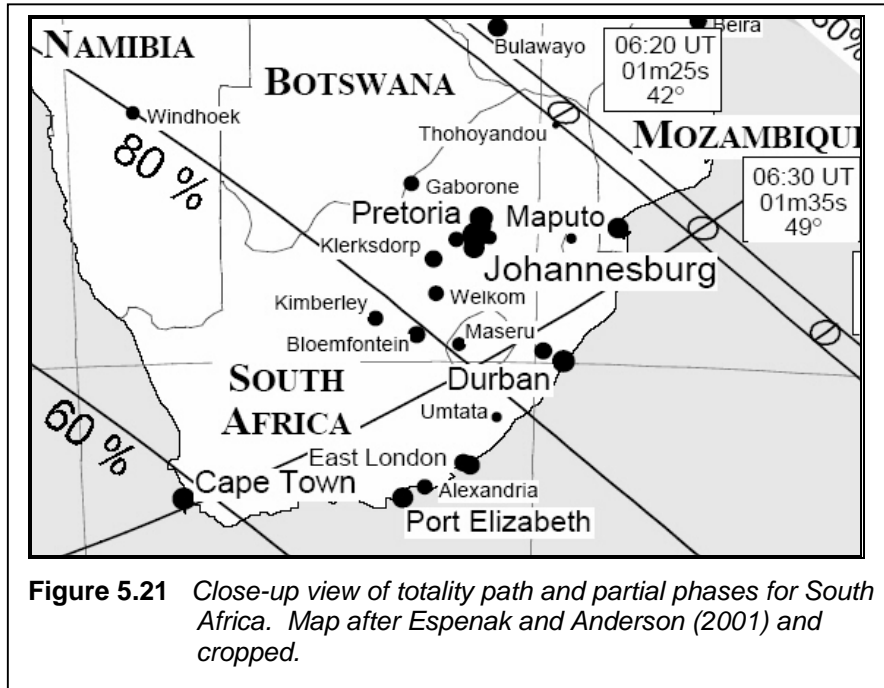 NAMIBIA
Bulawayo
Beira
60%
06:20 UT
01m25s
42°
BOTSWANA
Windhoek
Thohoyandou
MOZAMBIQUE
80 %
06:30 UT
01m35s
49°
Gaborone
Pretoria
Maputo
Klerksdorp
Johannesburg
Welkom
Kimberley
Maseru
Bloemfontein
SOUTH
AFRICA
Durban
Umtata
60 %
East London
Cape Town
Alexandria
Port Elizabeth
Figure 5.21 Close-up view of totality path and partial phases for South
Africa. Map after Espenak and Anderson (2001) and
cropped.